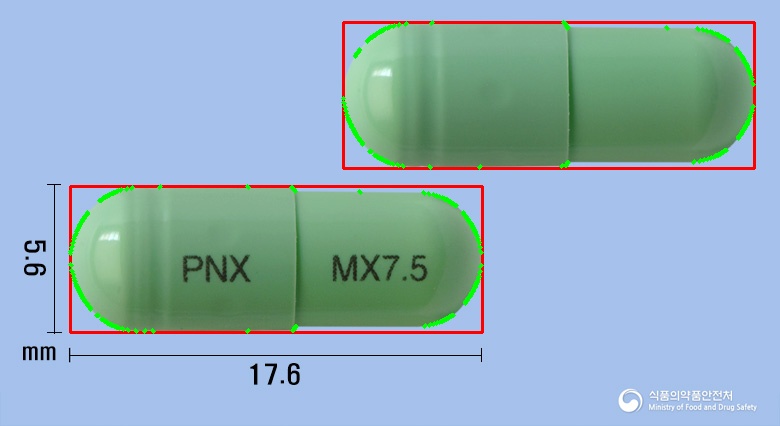 PNX MX7.5
5.6
mm
17.6
식품의약품안전처
Ministry of Food and Drug Safety